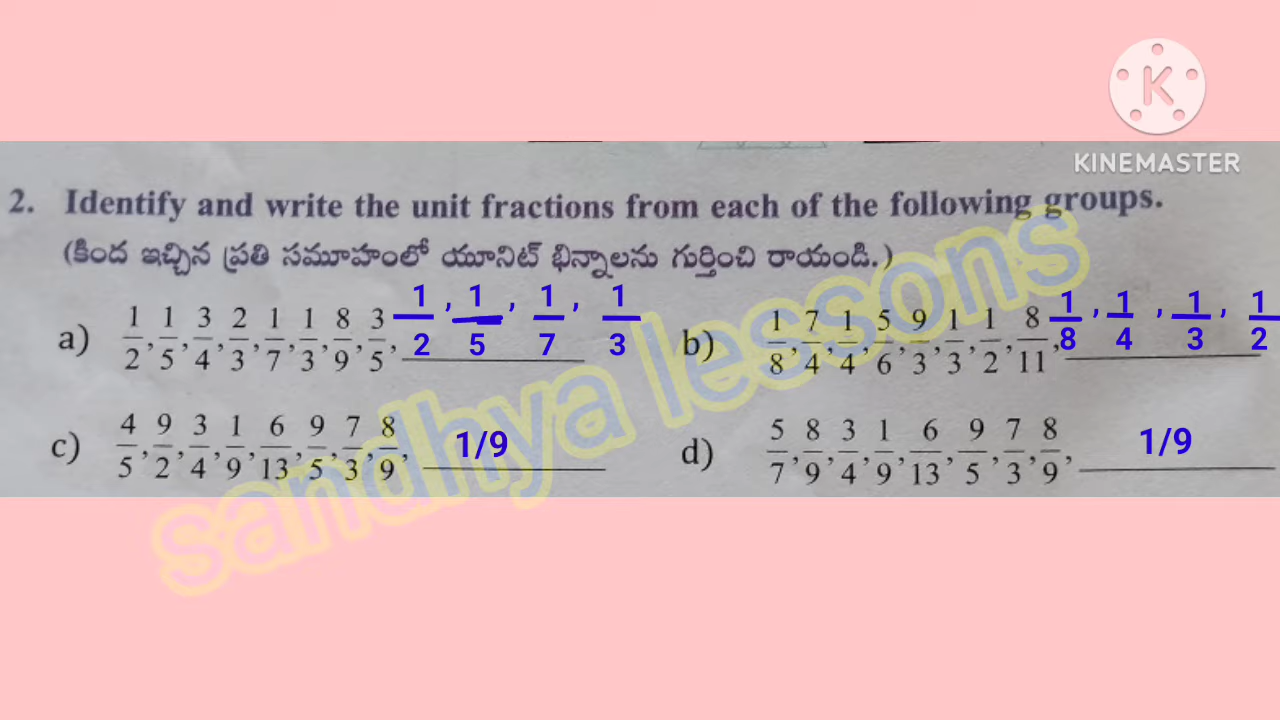 KINEMASTER
2. Identify and write the unit fractions from each of the following groups.
(కింద ఇచ్చిన ప్రతి సమూహంలో యూనిట్ భిన్నాలను గుర్తించి రాయండి.)
a) 1/2, 1/5, 3/4, 2/3, 1/7, 1/3, 8/9, 3/5, 1/2, 1/5, 1/7, 1/3
b) 1/8, 7/4, 1/4, 5/6, 9/3, 1/3, 1/2, 8/11, 1/8, 1/4, 1/3, 1/2
c) 4/5, 9/2, 3/4, 1/9, 6/13, 9/5, 7/3, 8/9, 1/9
d) 5/7, 8/9, 3/4, 1/9, 6/13, 9/5, 7/3, 8/9, 1/9
sandhya lessons